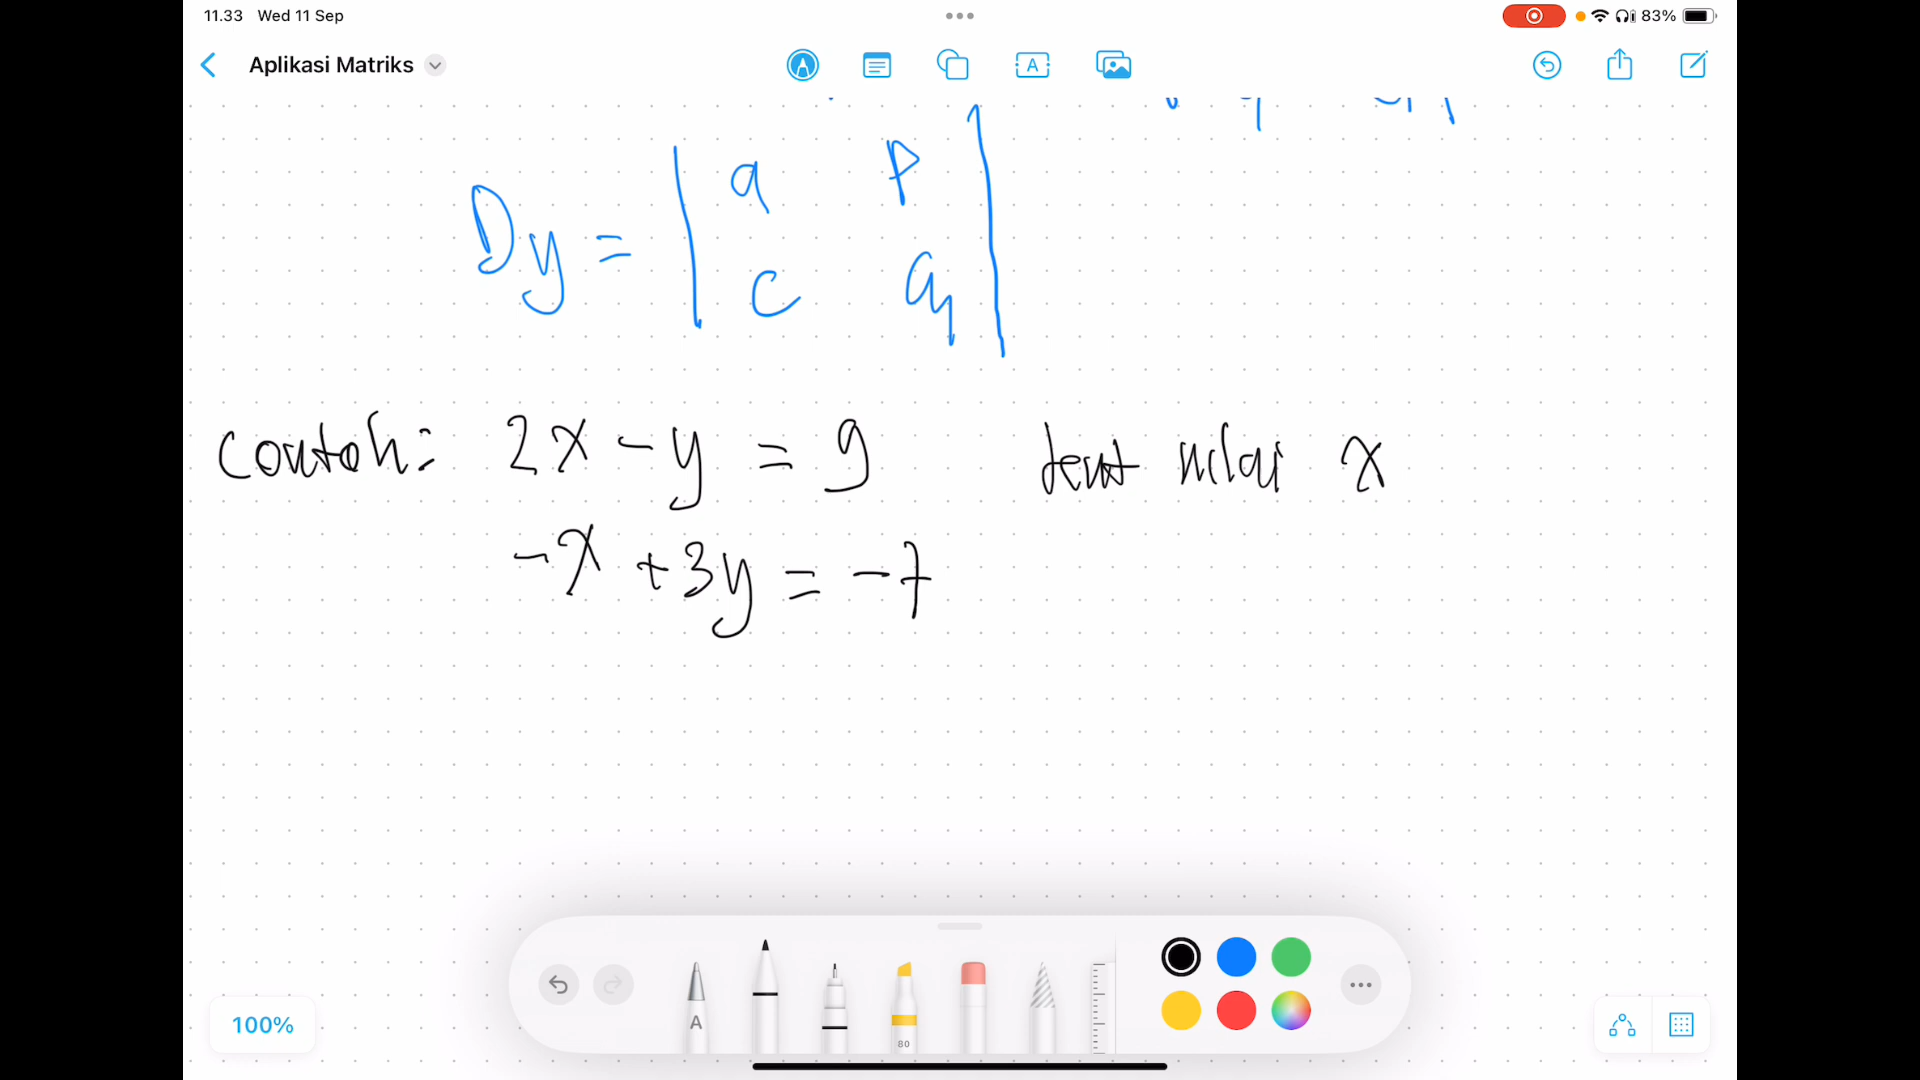 11.33 Wed 11 Sep
83%
Aplikasi Matriks
A
Dy = | a p |
| c q |
Contoh: 2x - y = 9 tent nilai x
-x + 3y = -7
A
80
100%